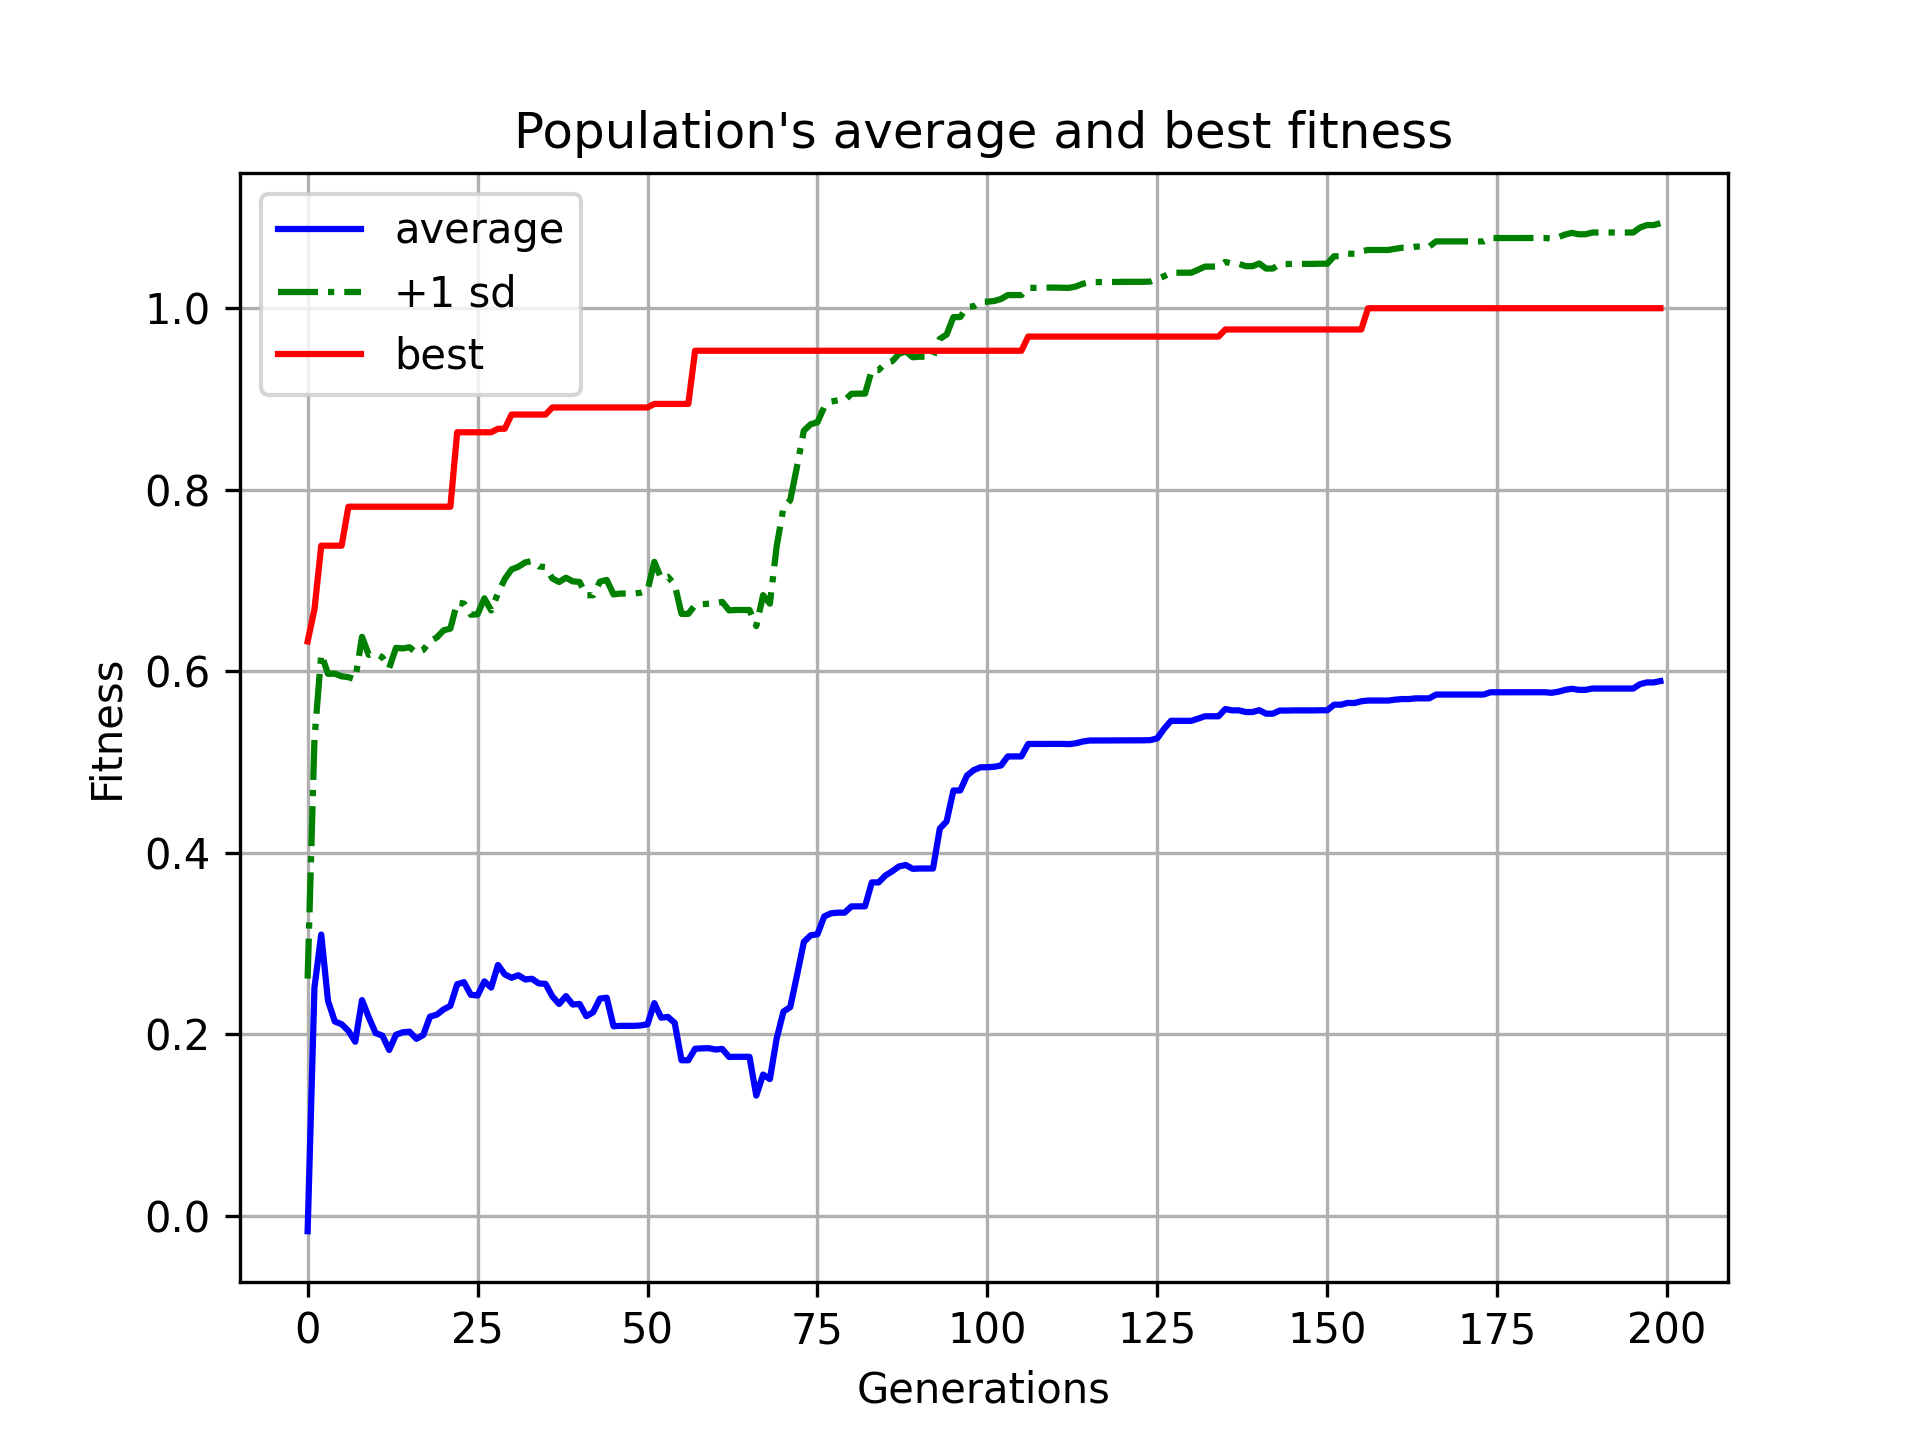 Population's average and best fitness
average
+1 sd
best
Fitness
1.0
0.8
0.6
0.4
0.2
0.0
0 25 50 75 100 125 150 175 200
Generations